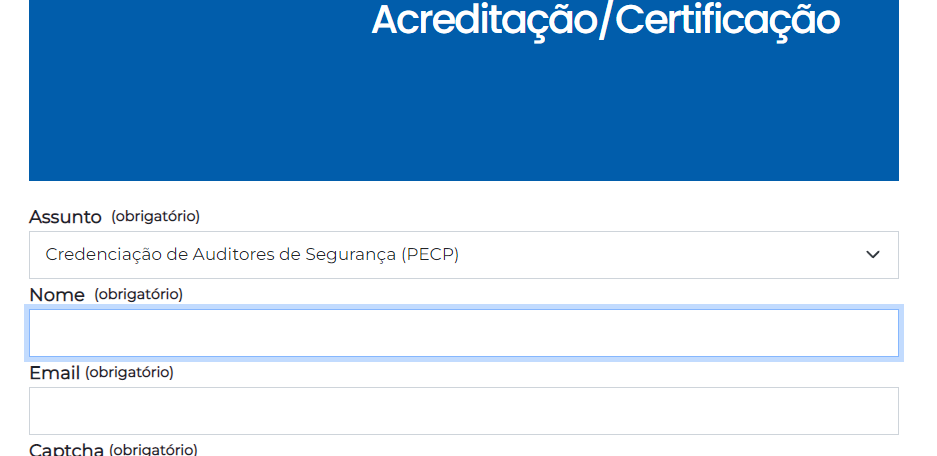 Acreditação/Certificação
Assunto (obrigatório)
Credenciação de Auditores de Segurança (PECP)
Nome (obrigatório)
Email (obrigatório)
Captcha (obrigatório)